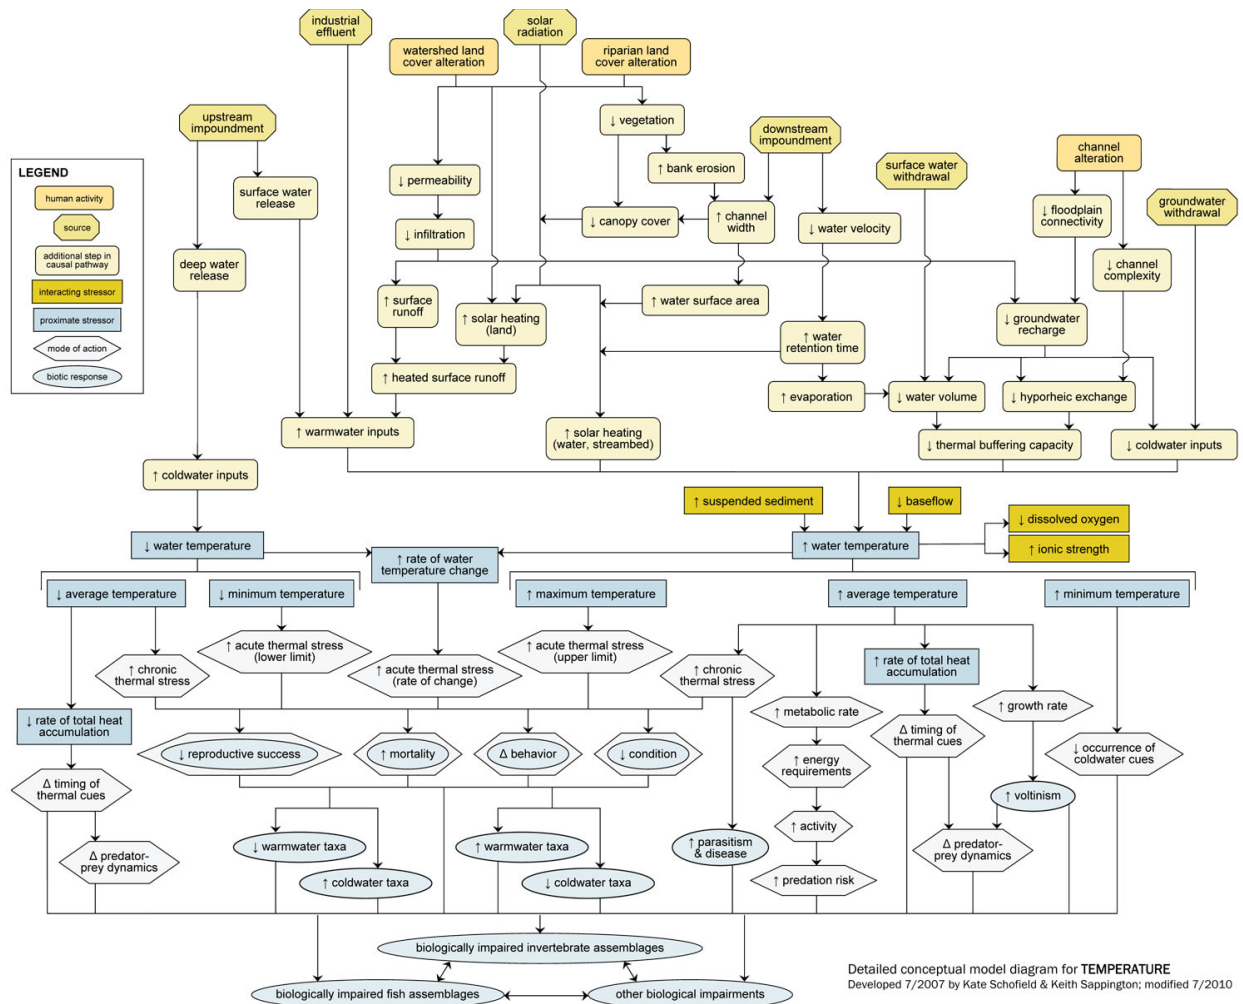 industrial
effluent
solar
radiation
watershed land
cover alteration
riparian land
cover alteration
upstream
impoundment
↓ vegetation
downstream
impoundment
channel
alteration
surface water
withdrawal
↑ bank erosion
↓ permeability
surface water
release
groundwater
withdrawal
↓ floodplain
connectivity
↓ canopy cover
↑ channel
width
↓ water velocity
↓ infiltration
deep water
release
↓ channel
complexity
↑ surface
runoff
↑ solar heating
(land)
↑ water surface area
↓ groundwater
recharge
↑ water
retention time
↑ heated surface runoff
↑ evaporation
↓ water volume
↓ hyporheic exchange
↑ warmwater inputs
↑ solar heating
(water, streambed)
↓ thermal buffering capacity
↓ coldwater inputs
↑ coldwater inputs
LEGEND
human activity
source
additional step in
causal pathway
interacting stressor
proximate stressor
mode of action
biotic response
↑ suspended sediment
↓ baseflow
↓ dissolved oxygen
↑ ionic strength
↓ water temperature
↑ rate of water
temperature change
↑ water temperature
↓ average temperature
↓ minimum temperature
↑ maximum temperature
↑ average temperature
↑ minimum temperature
↑ chronic
thermal stress
↑ acute thermal stress
(lower limit)
↑ acute thermal stress
(rate of change)
↑ acute thermal stress
(upper limit)
↑ chronic
thermal stress
↑ rate of total heat
accumulation
↑ metabolic rate
↑ growth rate
↓ rate of total heat
accumulation
Δ timing of
thermal cues
↓ occurrence of
coldwater cues
↓ reproductive success
↑ mortality
Δ behavior
↓ condition
↑ energy
requirements
Δ timing of
thermal cues
↑ voltinism
↑ activity
↓ warmwater taxa
↑ warmwater taxa
↑ parasitism
& disease
Δ predator-
prey dynamics
Δ predator-
prey dynamics
↑ coldwater taxa
↓ coldwater taxa
↑ predation risk
biologically impaired invertebrate assemblages
biologically impaired fish assemblages
other biological impairments
Detailed conceptual model diagram for TEMPERATURE
Developed 7/2007 by Kate Schofield & Keith Sappington; modified 7/2010